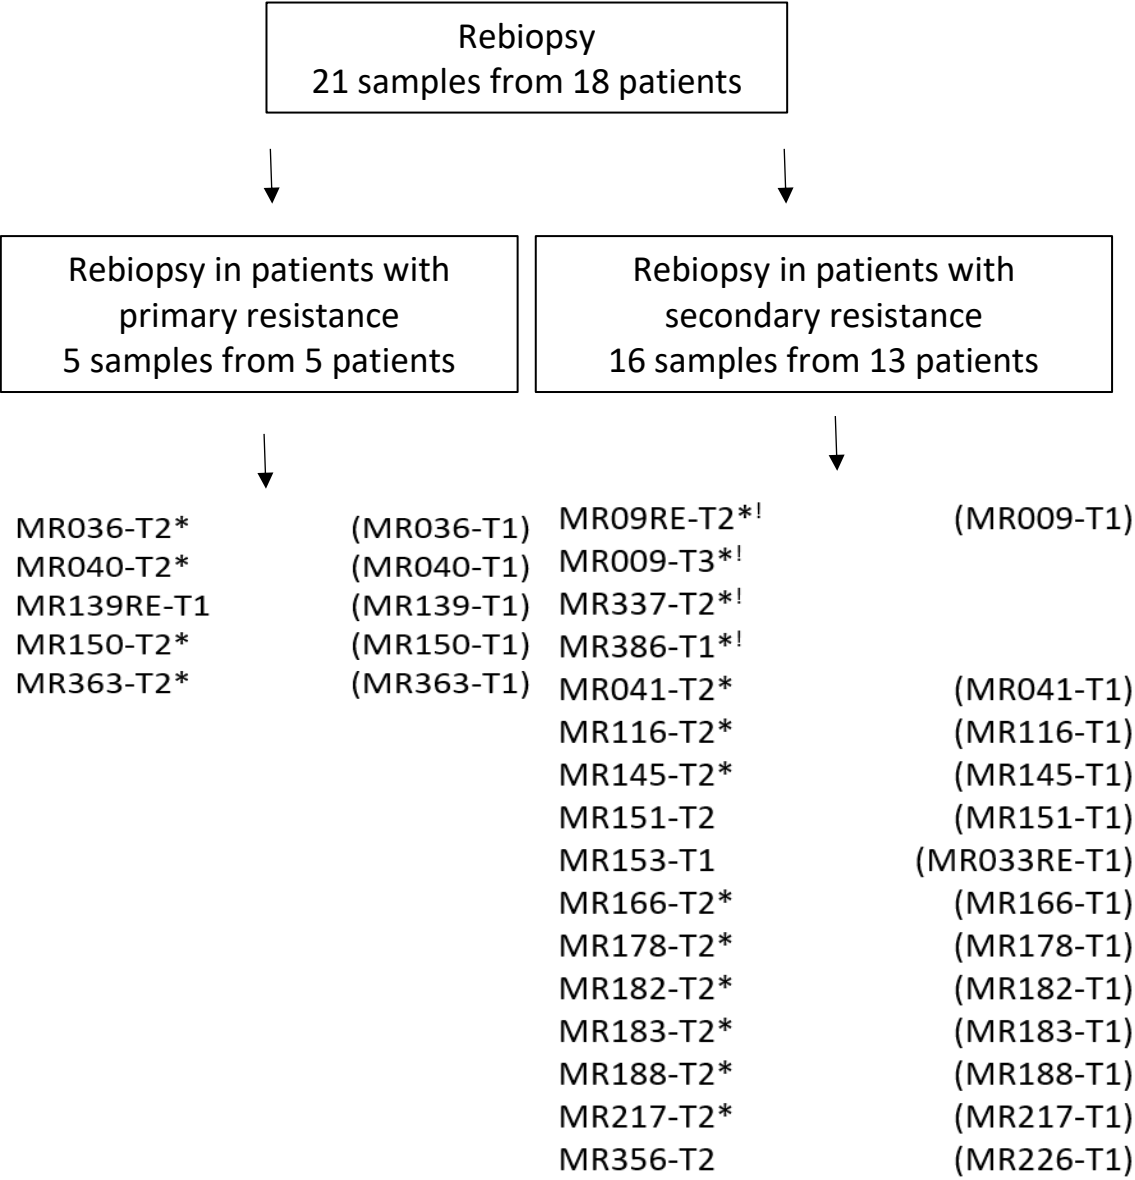 Rebiopsy
21 samples from 18 patients
Rebiopsy in patients with
primary resistance
5 samples from 5 patients
Rebiopsy in patients with
secondary resistance
16 samples from 13 patients
MR036-T2* (MR036-T1)
MR040-T2* (MR040-T1)
MR139RE-T1 (MR139-T1)
MR150-T2* (MR150-T1)
MR363-T2* (MR363-T1)
MR09RE-T2*! (MR009-T1)
MR009-T3*!
MR337-T2*!
MR386-T1*!
MR041-T2* (MR041-T1)
MR116-T2* (MR116-T1)
MR145-T2* (MR145-T1)
MR151-T2 (MR151-T1)
MR153-T1 (MR033RE-T1)
MR166-T2* (MR166-T1)
MR178-T2* (MR178-T1)
MR182-T2* (MR182-T1)
MR183-T2* (MR183-T1)
MR188-T2* (MR188-T1)
MR217-T2* (MR217-T1)
MR356-T2 (MR226-T1)